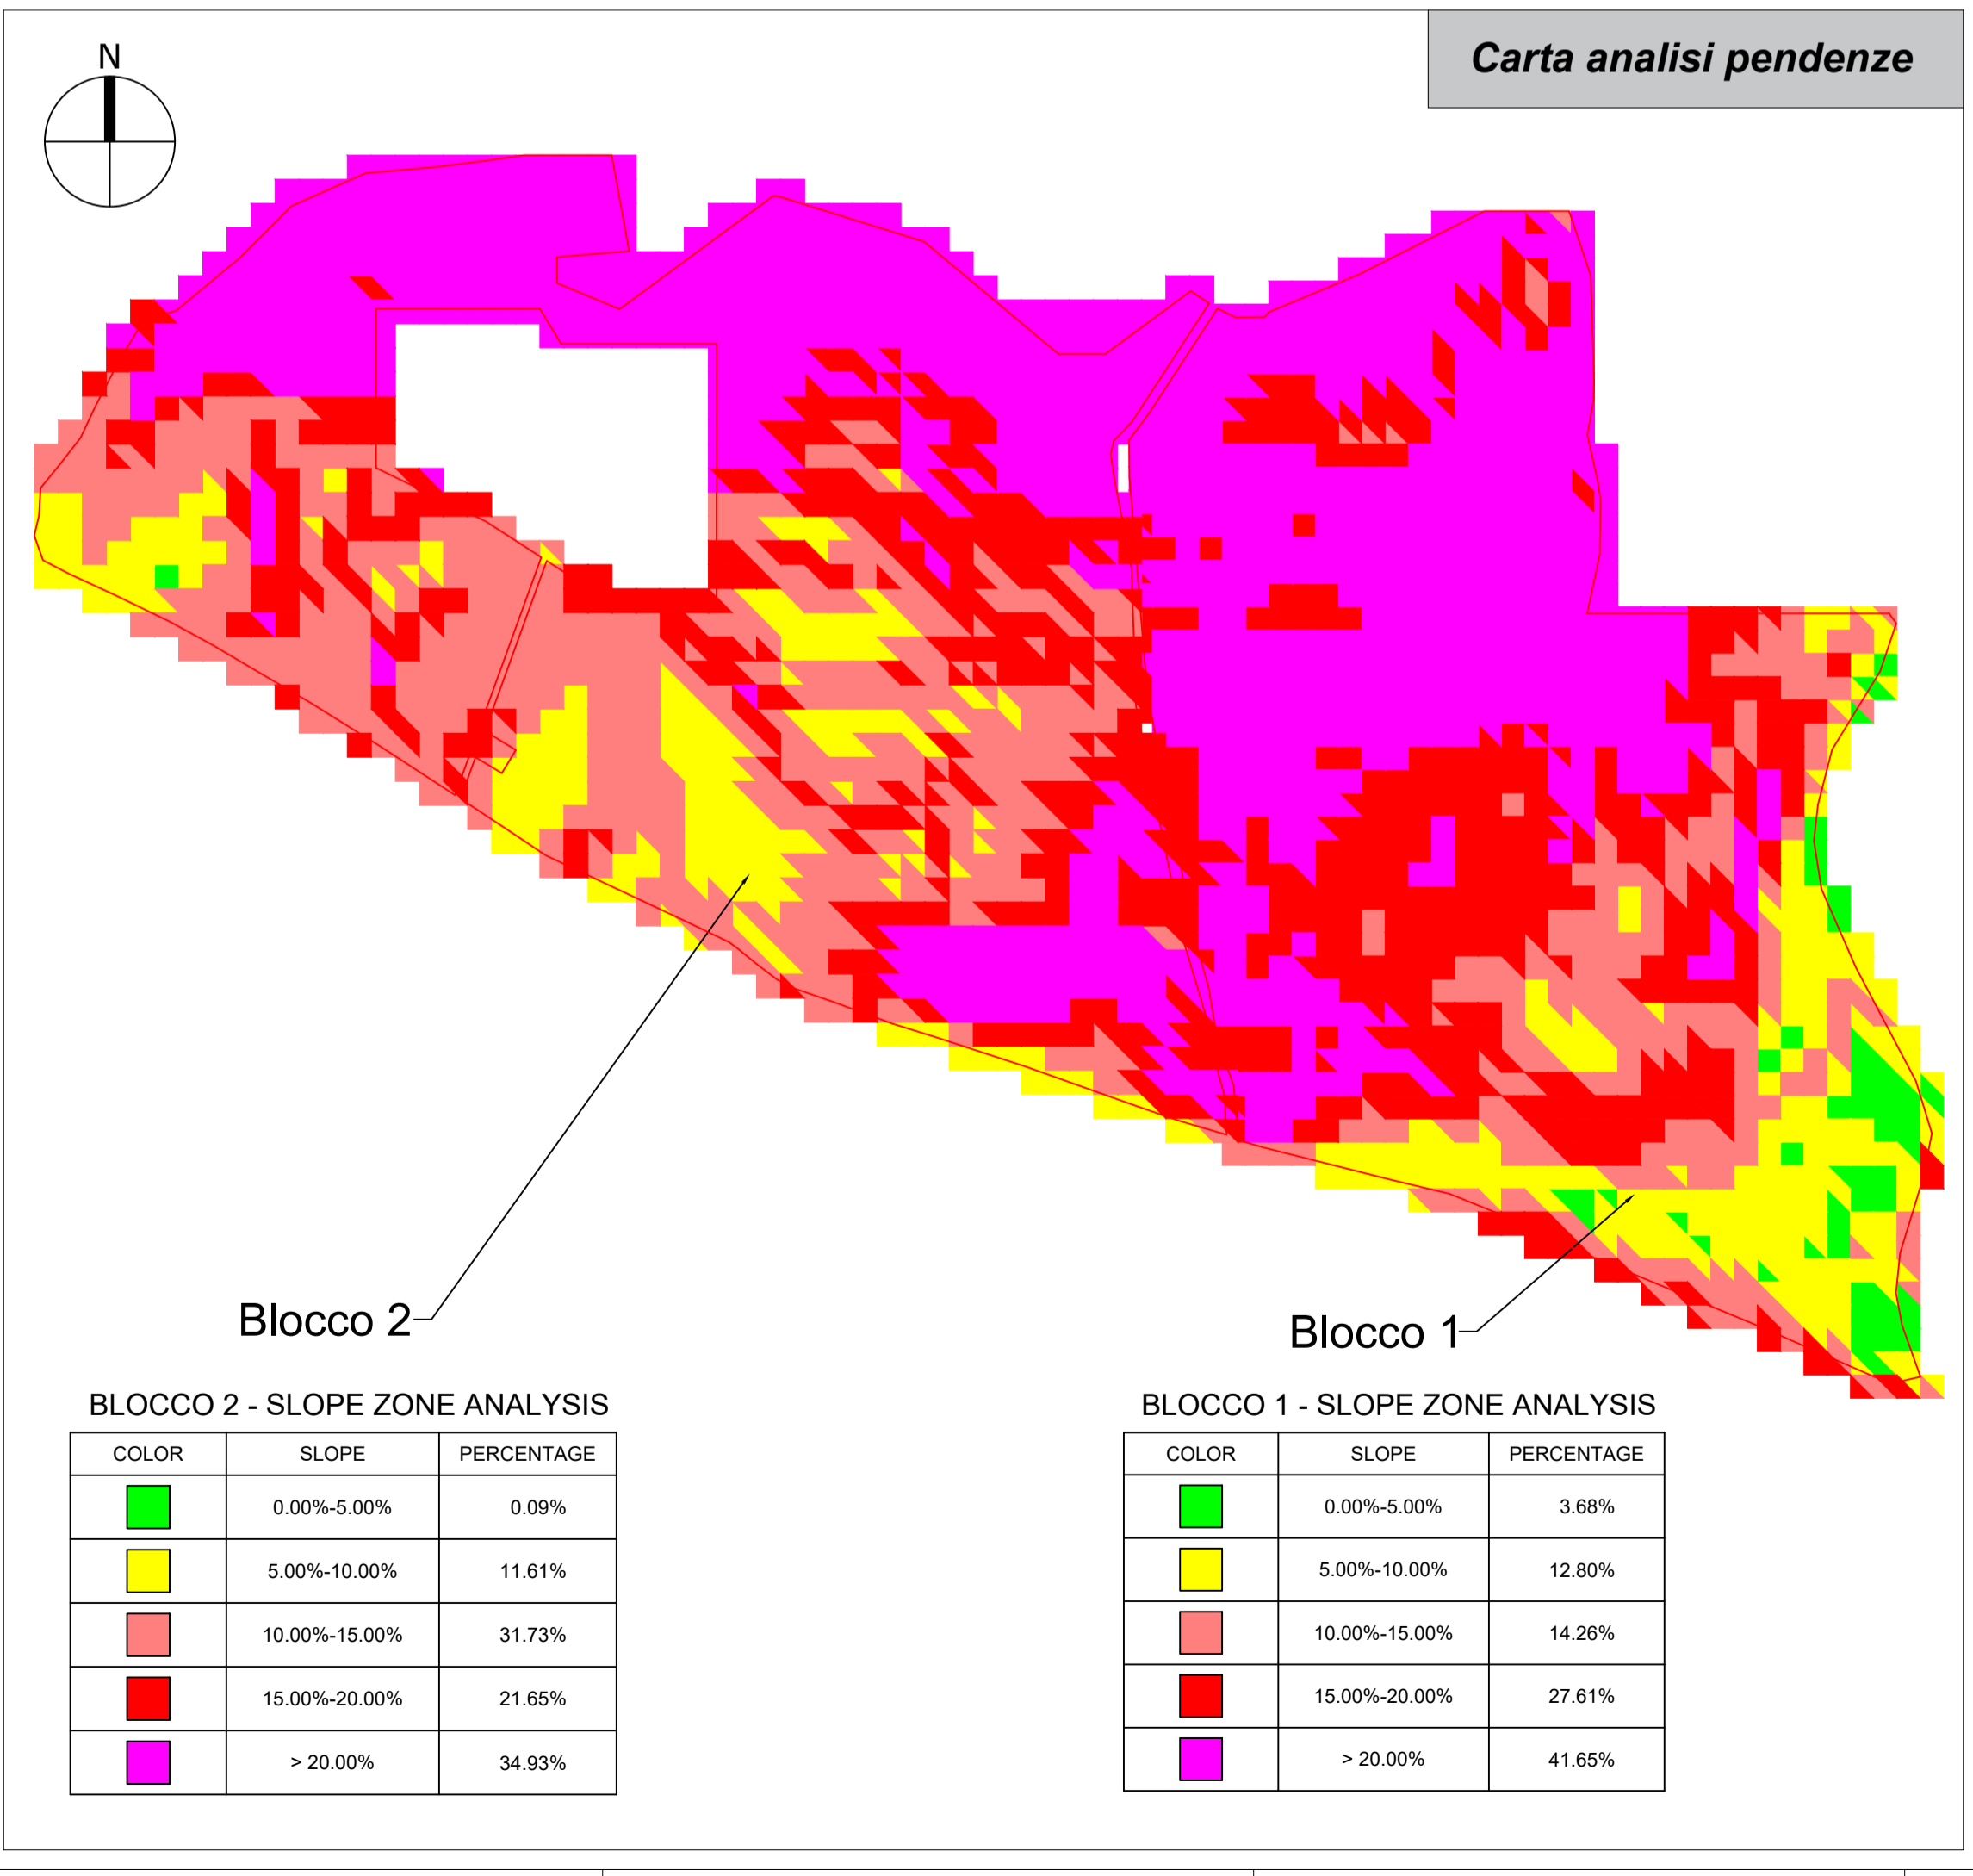 Carta analisi pendenze
N
Blocco 2
Blocco 1
BLOCCO 2 - SLOPE ZONE ANALYSIS
COLOR SLOPE PERCENTAGE
0.00%-5.00% 0.09%
5.00%-10.00% 11.61%
10.00%-15.00% 31.73%
15.00%-20.00% 21.65%
> 20.00% 34.93%
BLOCCO 1 - SLOPE ZONE ANALYSIS
COLOR SLOPE PERCENTAGE
0.00%-5.00% 3.68%
5.00%-10.00% 12.80%
10.00%-15.00% 14.26%
15.00%-20.00% 27.61%
> 20.00% 41.65%